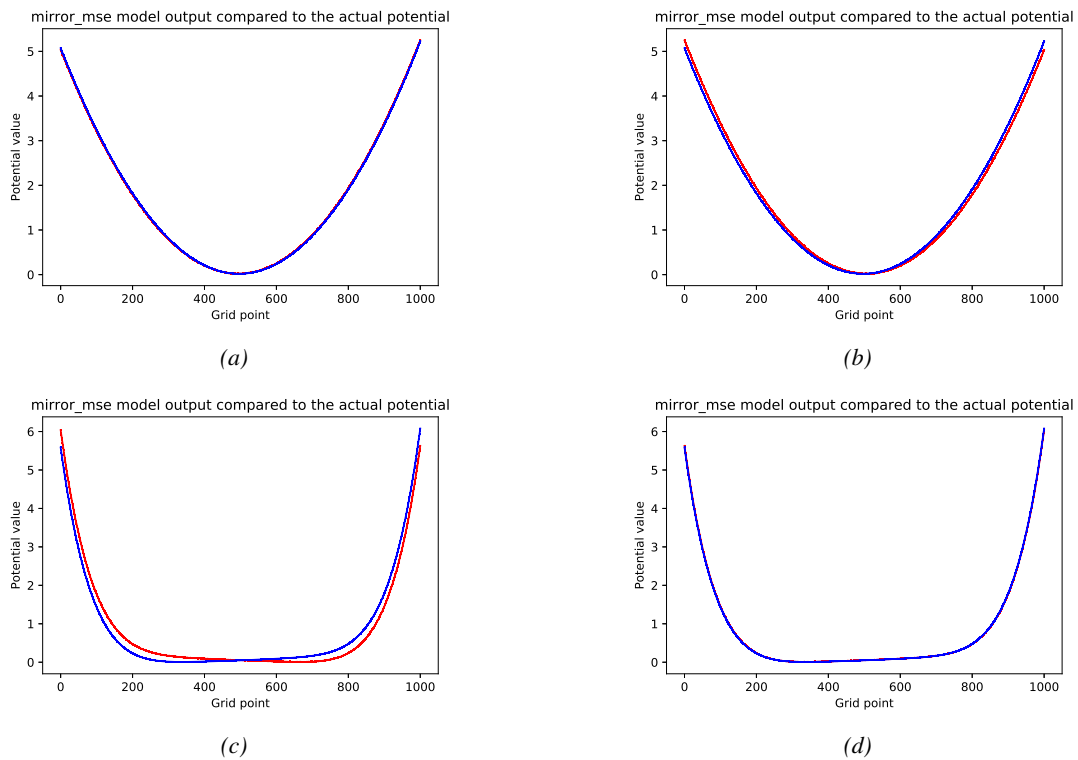 mirror_mse model output compared to the actual potential
Potential value
5
4
3
2
1
0
0 200 400 600 800 1000
Grid point
(a)
mirror_mse model output compared to the actual potential
Potential value
5
4
3
2
1
0
0 200 400 600 800 1000
Grid point
(b)
mirror_mse model output compared to the actual potential
Potential value
6
5
4
3
2
1
0
0 200 400 600 800 1000
Grid point
(c)
mirror_mse model output compared to the actual potential
Potential value
6
5
4
3
2
1
0
0 200 400 600 800 1000
Grid point
(d)